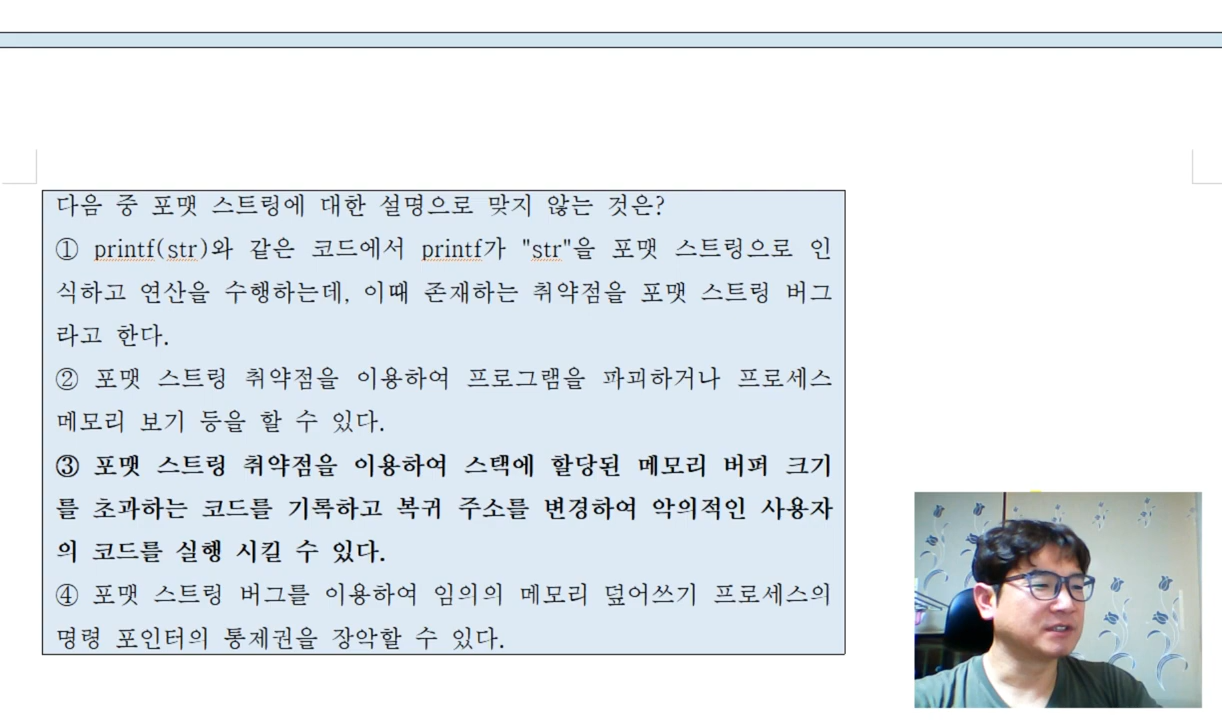 다음 중 포맷 스트링에 대한 설명으로 맞지 않는 것은?
① printf(str)와 같은 코드에서 printf가 "str"을 포맷 스트링으로 인
식하고 연산을 수행하는데, 이때 존재하는 취약점을 포맷 스트링 버그
라고 한다.
② 포맷 스트링 취약점을 이용하여 프로그램을 파괴하거나 프로세스
메모리 보기 등을 할 수 있다.
③ 포맷 스트링 취약점을 이용하여 스택에 할당된 메모리 버퍼 크기
를 초과하는 코드를 기록하고 복귀 주소를 변경하여 악의적인 사용자
의 코드를 실행 시킬 수 있다.
④ 포맷 스트링 버그를 이용하여 임의의 메모리 덮어쓰기 프로세스의
명령 포인터의 통제권을 장악할 수 있다.